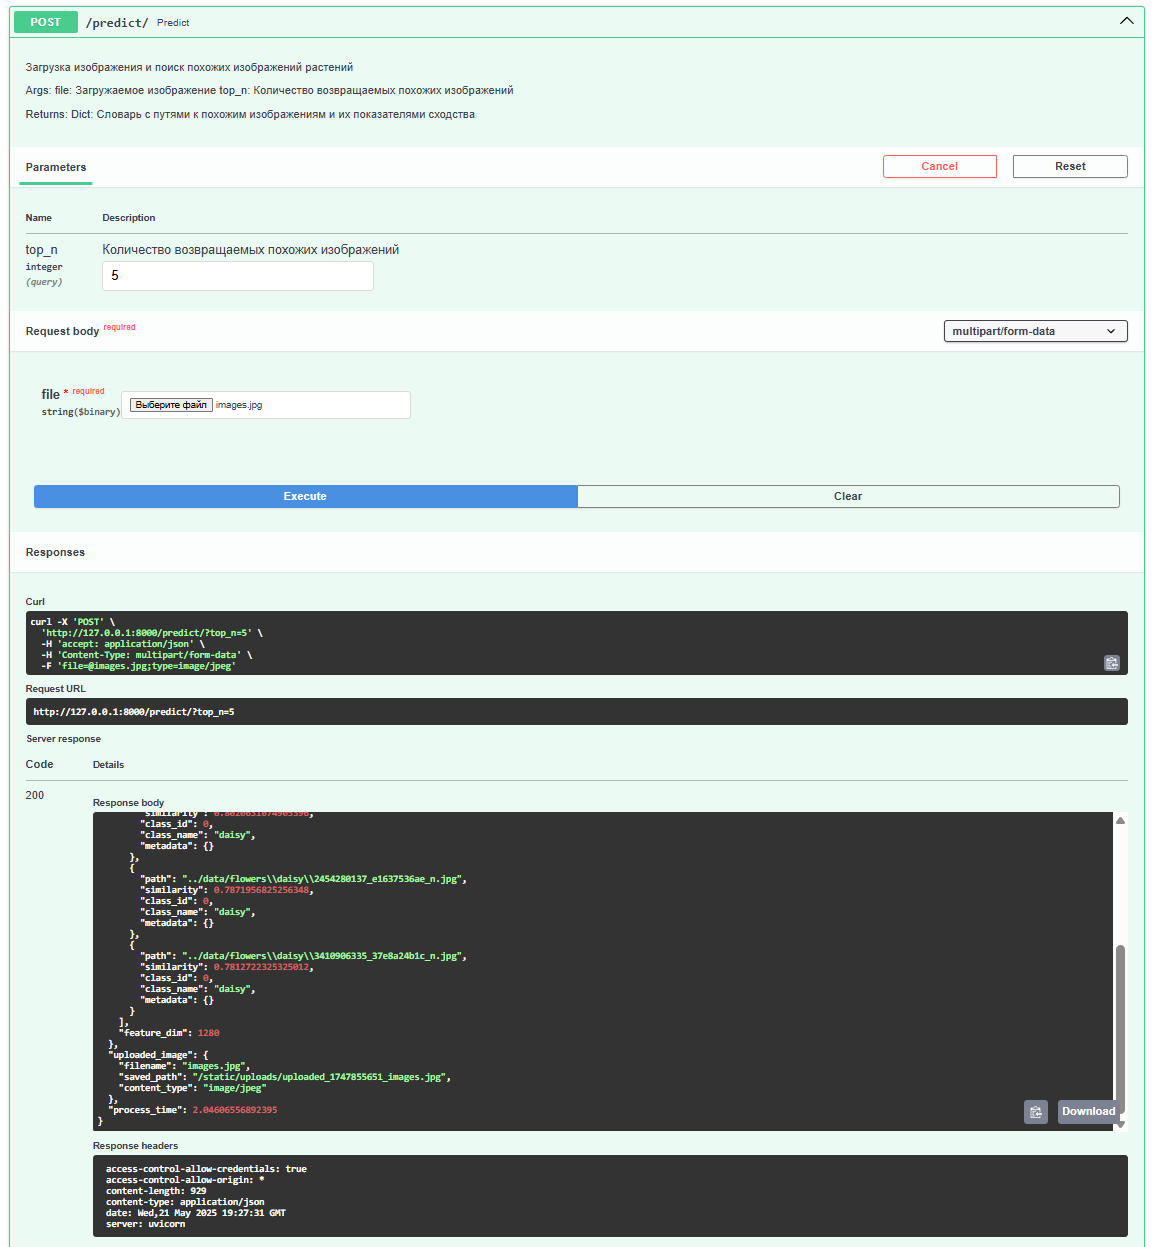 POST /predict/ Predict
Загрузка изображения и поиск похожих изображений растений
Args: file: Загружаемое изображение top_n: Количество возвращаемых похожих изображений
Returns: Dict: Словарь с путями к похожим изображениям и их показателями сходства
Parameters Cancel Reset
Name Description
top_n Количество возвращаемых похожих изображений
integer
(query)
5
Request body required multipart/form-data
file * required
string($binary)
Выберите файл images.jpg
Execute Clear
Responses
Curl
curl -X 'POST' \
'http://127.0.0.1:8000/predict/?top_n=5' \
-H 'accept: application/json' \
-H 'Content-Type: multipart/form-data' \
-F 'file=@images.jpg;type=image/jpeg'
Request URL
http://127.0.0.1:8000/predict/?top_n=5
Server response
Code Details
200
Response body
"class_id": 0,
"class_name": "daisy",
"metadata": {}
},
{
"path": "../data/flowers\\daisy\\2454280137_e1637536ae_n.jpg",
"similarity": 0.7871956825256348,
"class_id": 0,
"class_name": "daisy",
"metadata": {}
},
{
"path": "../data/flowers\\daisy\\3410906335_37e8a24b1c_n.jpg",
"similarity": 0.7812722325325012,
"class_id": 0,
"class_name": "daisy",
"metadata": {}
}
],
"feature_dim": 1280
},
"uploaded_image": {
"filename": "images.jpg",
"saved_path": "/static/uploads/uploaded_1747855651_images.jpg",
"content_type": "image/jpeg"
},
"process_time": 2.04606556892395
}
Download
Response headers
access-control-allow-credentials: true
access-control-allow-origin: *
content-length: 929
content-type: application/json
date: Wed,21 May 2025 19:27:31 GMT
server: uvicorn